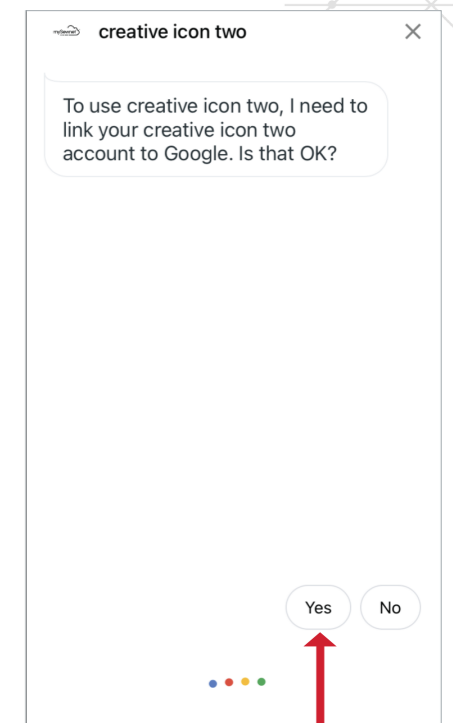 mySewnet
creative icon two
To use creative icon two, I need to
link your creative icon two
account to Google. Is that OK?
Yes
No